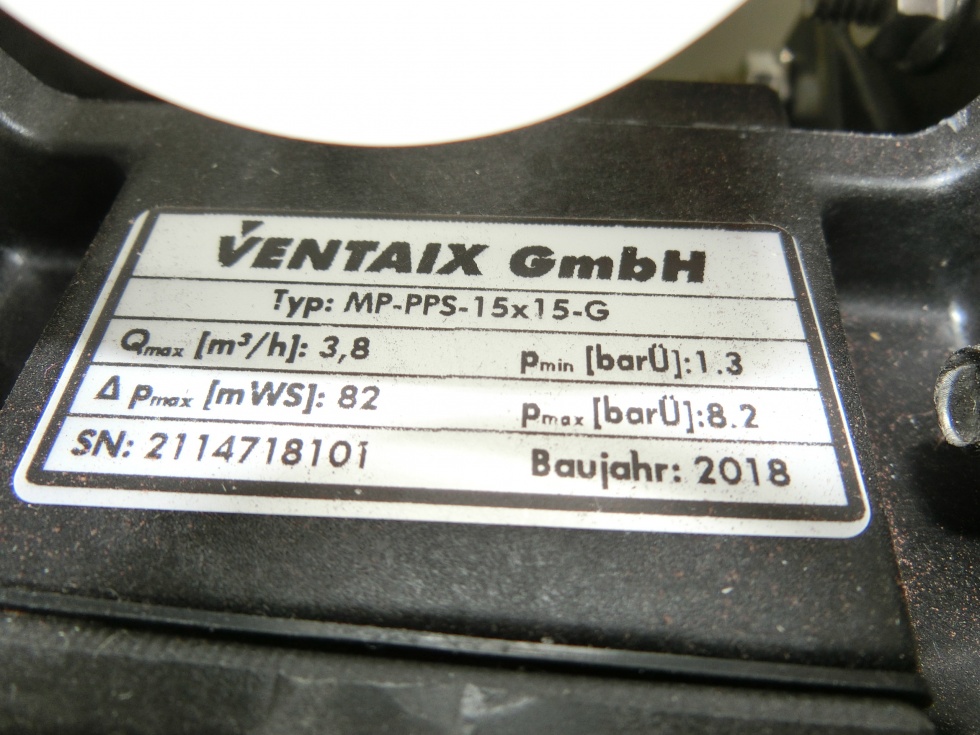 VENTAIX GmbH
Typ: MP-PPS-15x15-G
Qmax [m³/h]: 3,8 pmin [barÜ]:1.3
Δ pmax [mWS]: 82 pmax [barÜ]:8.2
SN: 2114718101 Baujahr: 2018